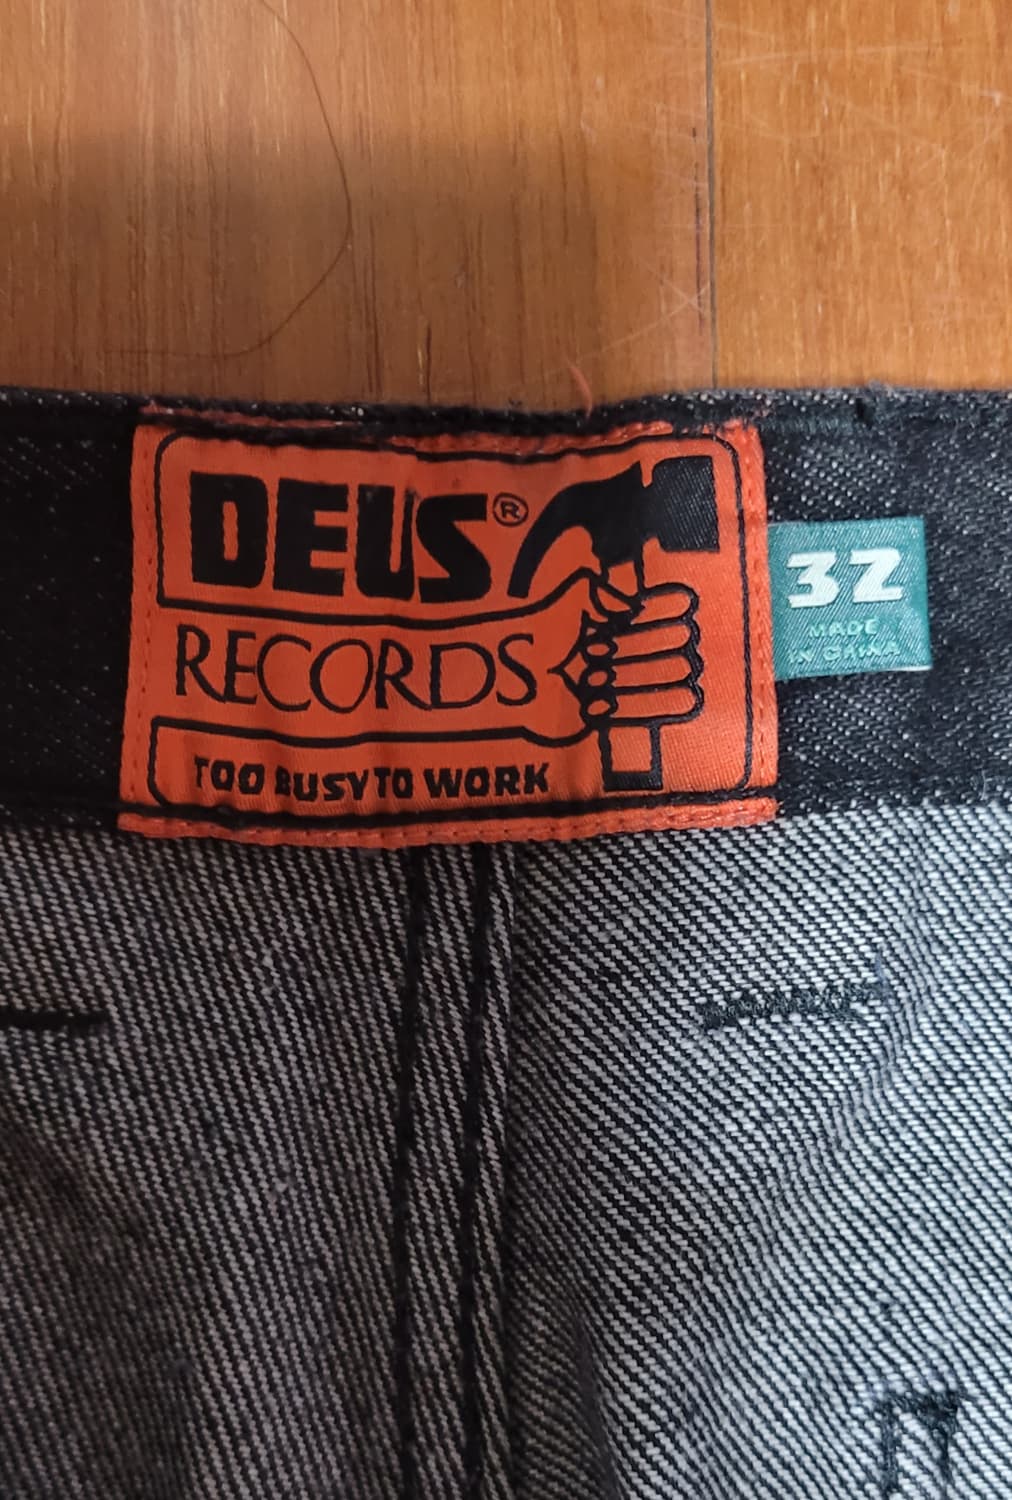 DEUS®
RECORDS
TOO BUSY TO WORK
32
MADE
IN CHINA